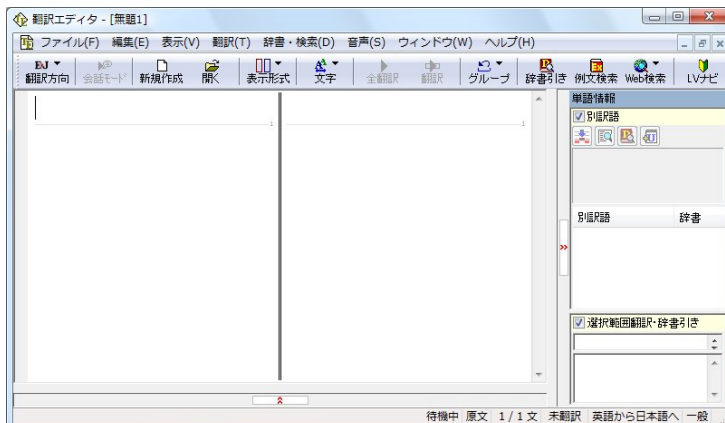 翻訳エディタ - [無題1]
ファイル(F) 編集(E) 表示(V) 翻訳(T) 辞書・検索(D) 音声(S) ウィンドウ(W) ヘルプ(H)
EJ
翻訳方向 会話モード 新規作成 開く 表示形式 文字 全翻訳 翻訳 グループ 辞書引き 例文検索 Web検索 LVナビ
単語情報
別訳語
1 1
別訳語 辞書
選択範囲翻訳・辞書引き
待機中 原文 1 / 1 文 未翻訳 英語から日本語へ 一般